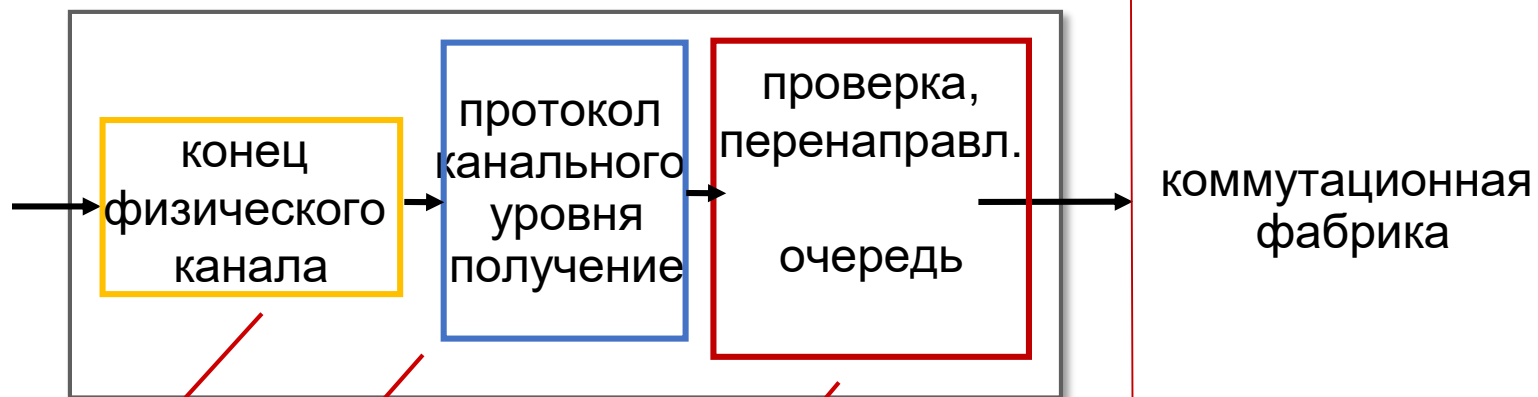 конец
физического
канала
протокол
канального
уровня
получение
проверка,
перенаправл.
очередь
коммутационная
фабрика